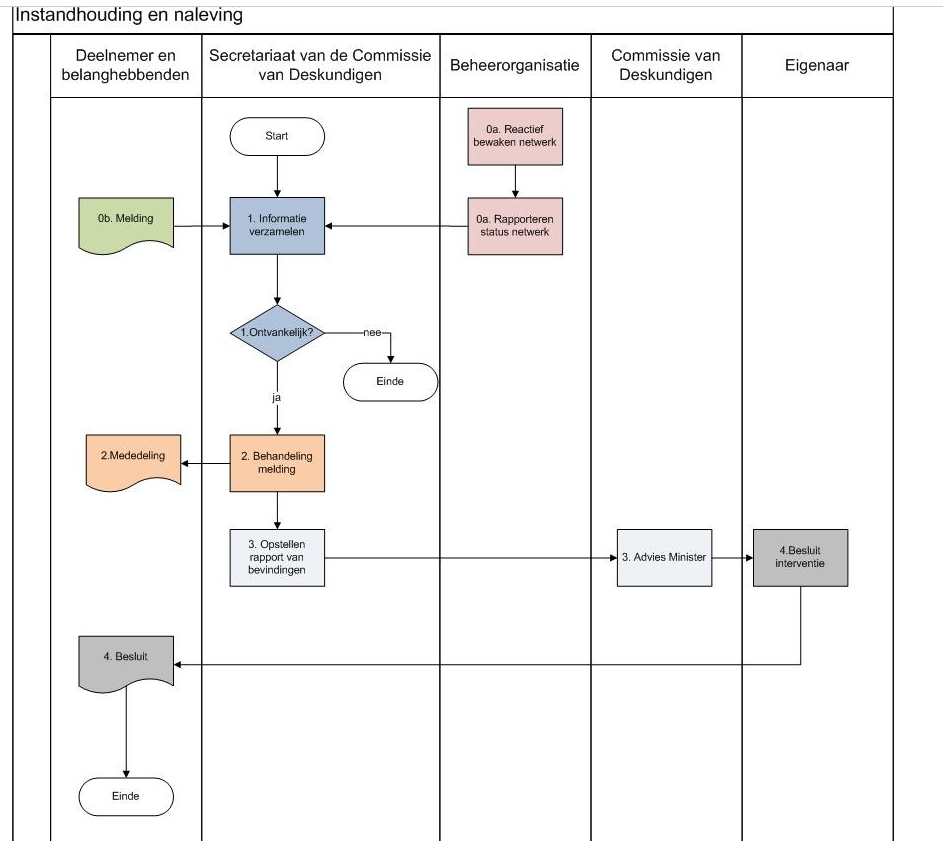 Instandhouding en naleving
Deelnemer en
belanghebbenden
Secretariaat van de Commissie
van Deskundigen
Beheerorganisatie
Commissie van
Deskundigen
Eigenaar
Start
0a. Reactief
bewaken netwerk
0b. Melding
1. Informatie
verzamelen
0a. Rapporteren
status netwerk
1.Ontvankelijk?
nee
Einde
ja
2.Mededeling
2. Behandeling
melding
3. Opstellen
rapport van
bevindingen
3. Advies Minister
4.Besluit
interventie
4. Besluit
Einde